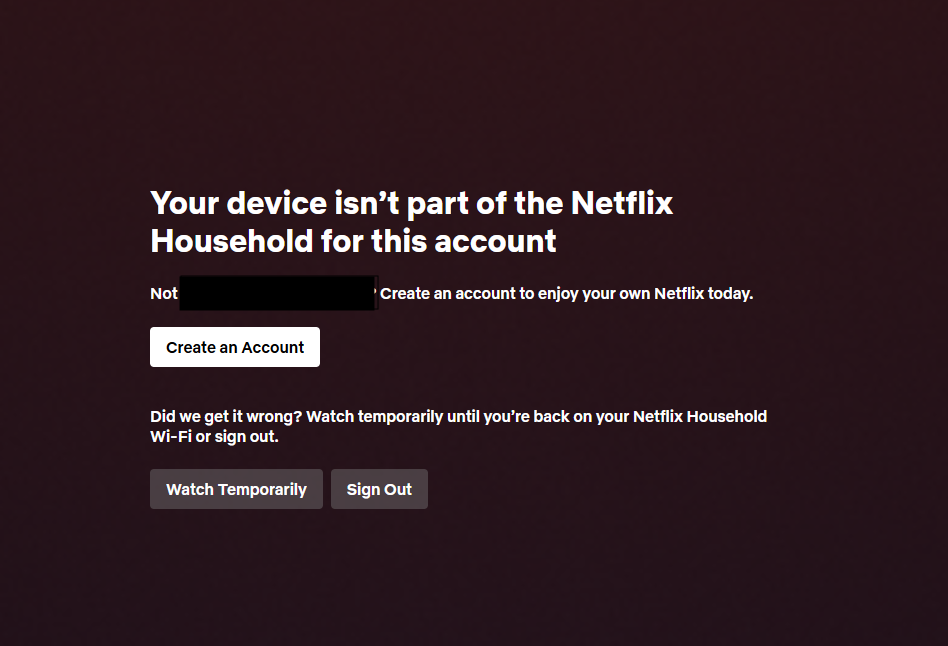 Your device isn’t part of the Netflix
Household for this account
Not ? Create an account to enjoy your own Netflix today.
Create an Account
Did we get it wrong? Watch temporarily until you’re back on your Netflix Household
Wi-Fi or sign out.
Watch Temporarily
Sign Out